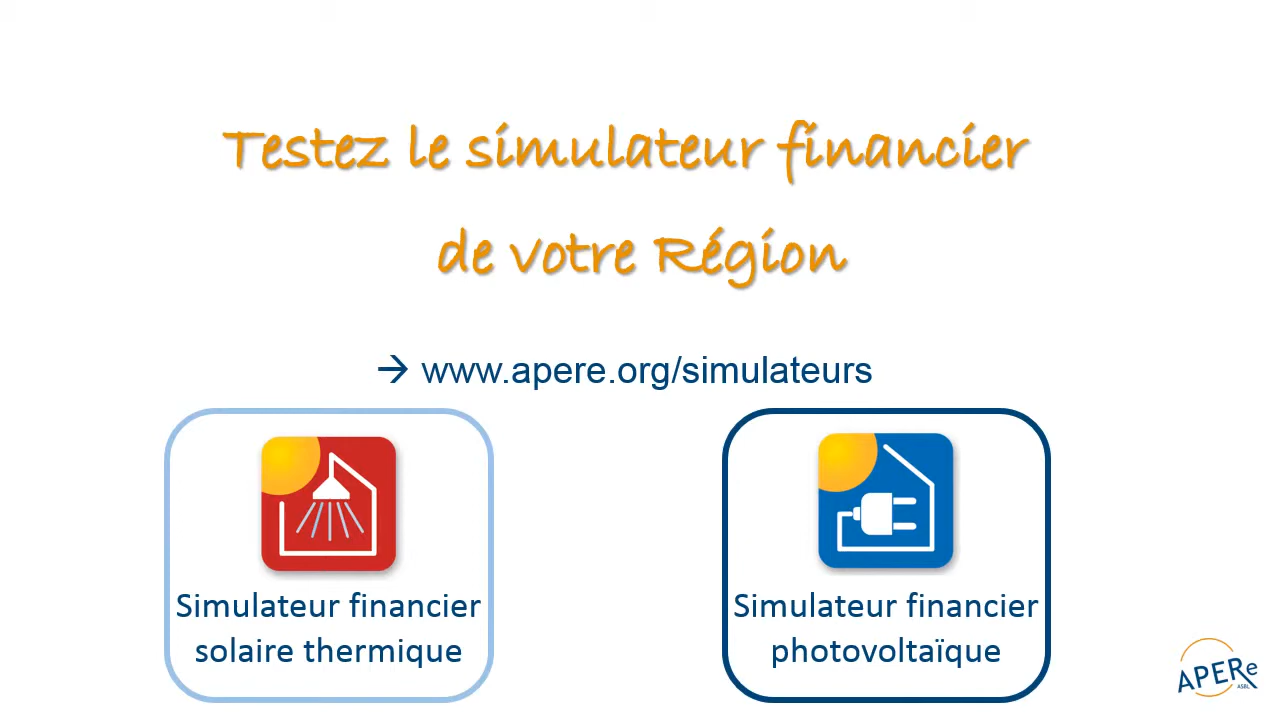 Testez le simulateur financier
de votre Région
→ www.apere.org/simulateurs
Simulateur financier
solaire thermique
Simulateur financier
photovoltaïque
APERe
ASBL